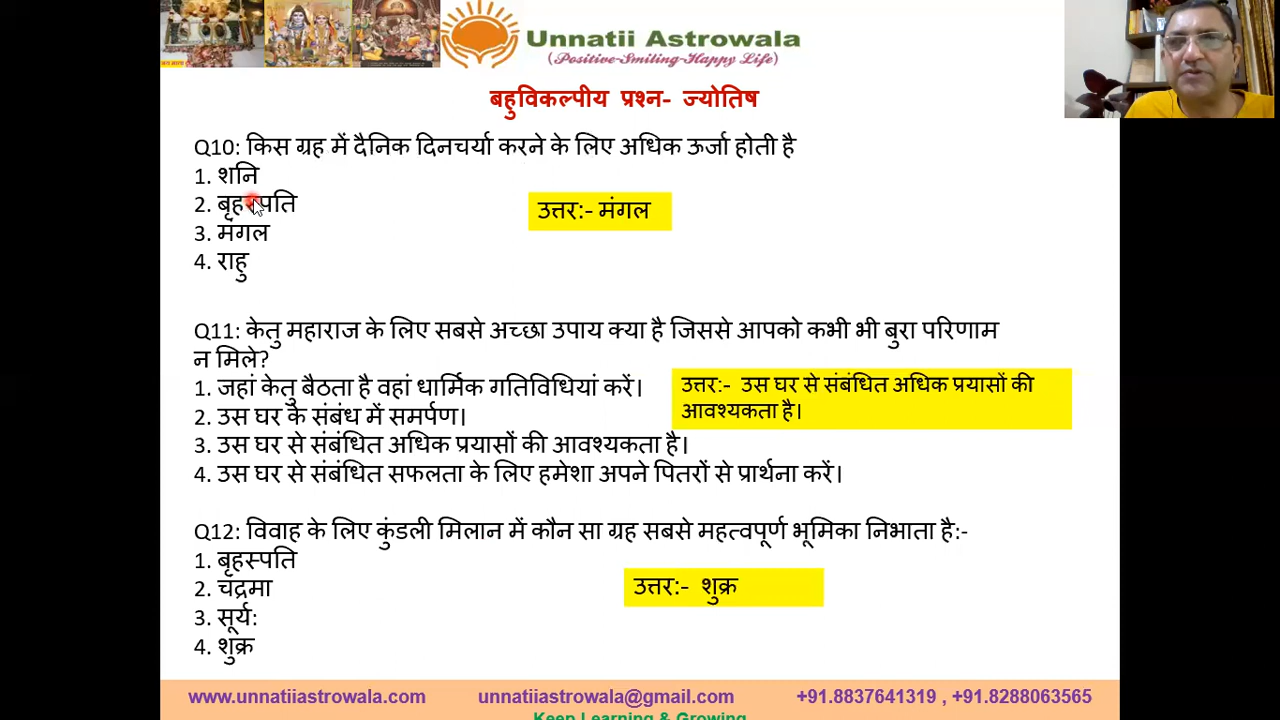 Unnatii Astrowala
(Positive-Smiling-Happy Life)
बहुविकल्पीय प्रश्न- ज्योतिष
Q10: किस ग्रह में दैनिक दिनचर्या करने के लिए अधिक ऊर्जा होती है
1. शनि
2. बृहस्पति
3. मंगल
4. राहु
उत्तर:- मंगल
Q11: केतु महाराज के लिए सबसे अच्छा उपाय क्या है जिससे आपको कभी भी बुरा परिणाम
न मिले?
1. जहां केतु बैठता है वहां धार्मिक गतिविधियां करें।
2. उस घर के संबंध में समर्पण।
3. उस घर से संबंधित अधिक प्रयासों की आवश्यकता है।
4. उस घर से संबंधित सफलता के लिए हमेशा अपने पितरों से प्रार्थना करें।
उत्तर:- उस घर से संबंधित अधिक प्रयासों की
आवश्यकता है।
Q12: विवाह के लिए कुंडली मिलान में कौन सा ग्रह सबसे महत्वपूर्ण भूमिका निभाता है:-
1. बृहस्पति
2. चंद्रमा
3. सूर्य:
4. शुक्र
उत्तर:- शुक्र
www.unnatiiastrowala.com unnatiiastrowala@gmail.com +91.8837641319 , +91.8288063565
Keep Learning & Growing